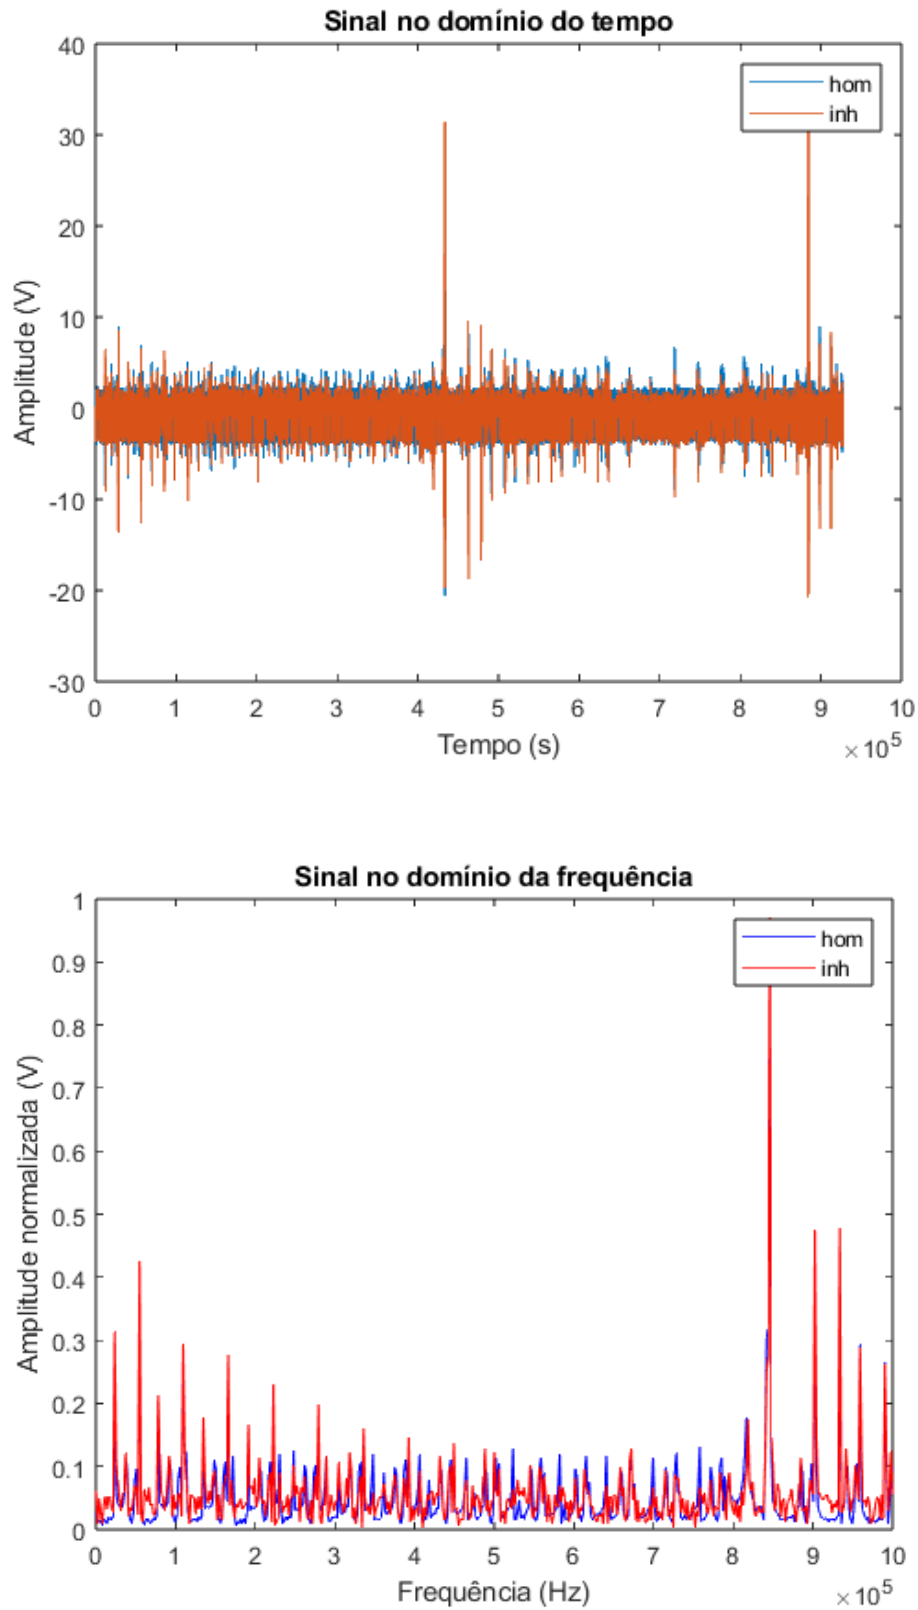 Sinal no domínio do tempo
40
30
20
10
0
-10
-20
-30
Amplitude (V)
hom
inh
0 1 2 3 4 5 6 7 8 9 10
Tempo (s)
×10^5
Sinal no domínio da frequência
1
0.9
0.8
0.7
0.6
0.5
0.4
0.3
0.2
0.1
0
Amplitude normalizada (V)
hom
inh
0 1 2 3 4 5 6 7 8 9 10
Frequência (Hz)
×10^5